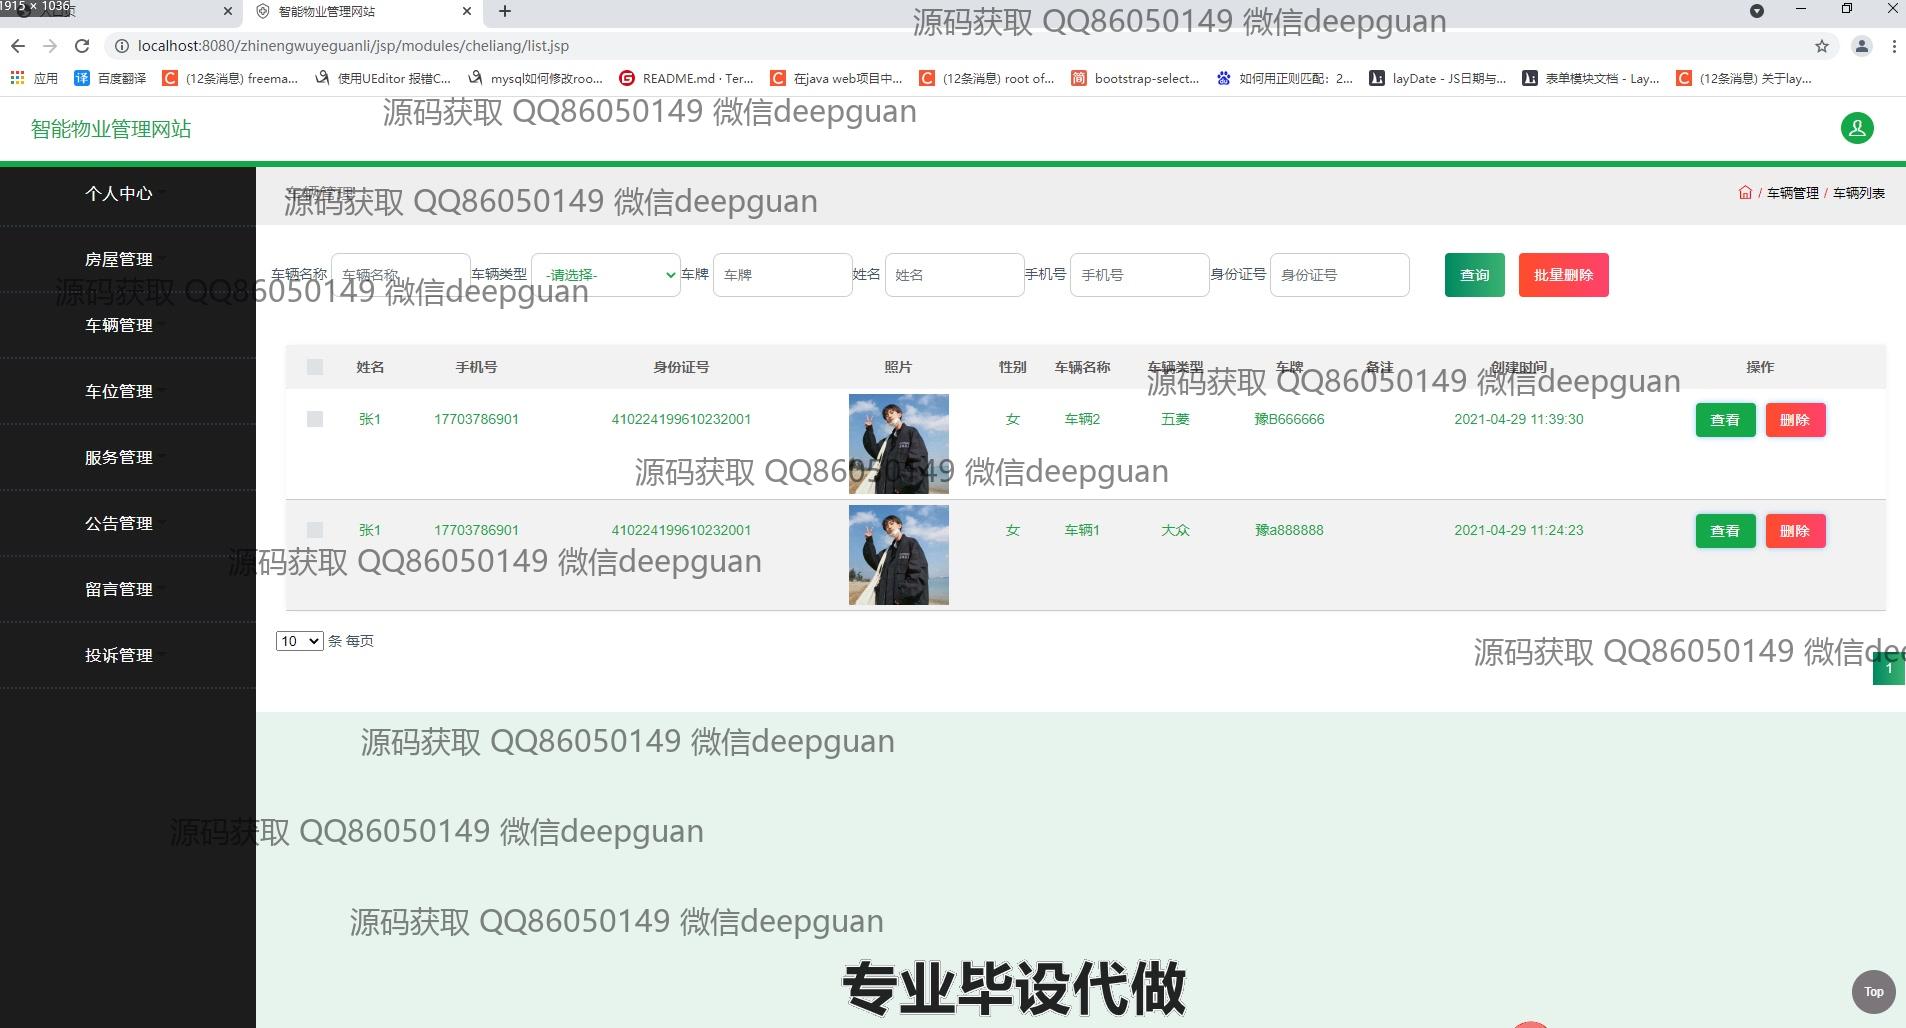 1915 × 1036
智能物业管理网站
源码获取 QQ86050149 微信deepguan
localhost:8080/zhinengwuyeguanli/jsp/modules/cheliang/list.jsp
应用 百度翻译 (12条消息) freema... 使用UEditor 报错C... mysql如何修改roo... README.md · Ter... 在java web项目中... (12条消息) root of... bootstrap-select... 如何用正则匹配：2... layDate - JS日期与... 表单模块文档 - Lay... (12条消息) 关于lay...
源码获取 QQ86050149 微信deepguan
智能物业管理网站
个人中心
房屋管理
车辆管理
车位管理
服务管理
公告管理
留言管理
投诉管理
车辆管理
源码获取 QQ86050149 微信deepguan
/ 车辆管理 / 车辆列表
车辆名称 车辆名称 车辆类型 -请选择- 车牌 车牌 姓名 姓名 手机号 手机号 身份证号 身份证号 查询 批量删除
源码获取 QQ86050149 微信deepguan
姓名 手机号 身份证号 照片 性别 车辆名称 车辆类型 车牌 备注 创建时间 操作
源码获取 QQ86050149 微信deepguan
张1 17703786901 410224199610232001 女 车辆2 五菱 豫B666666 2021-04-29 11:39:30 查看 删除
源码获取 QQ86050149 微信deepguan
张1 17703786901 410224199610232001 女 车辆1 大众 豫a888888 2021-04-29 11:24:23 查看 删除
源码获取 QQ86050149 微信deepguan
10 条 每页
源码获取 QQ86050149 微信dee
1
源码获取 QQ86050149 微信deepguan
源码获取 QQ86050149 微信deepguan
源码获取 QQ86050149 微信deepguan
专业毕设代做
Top